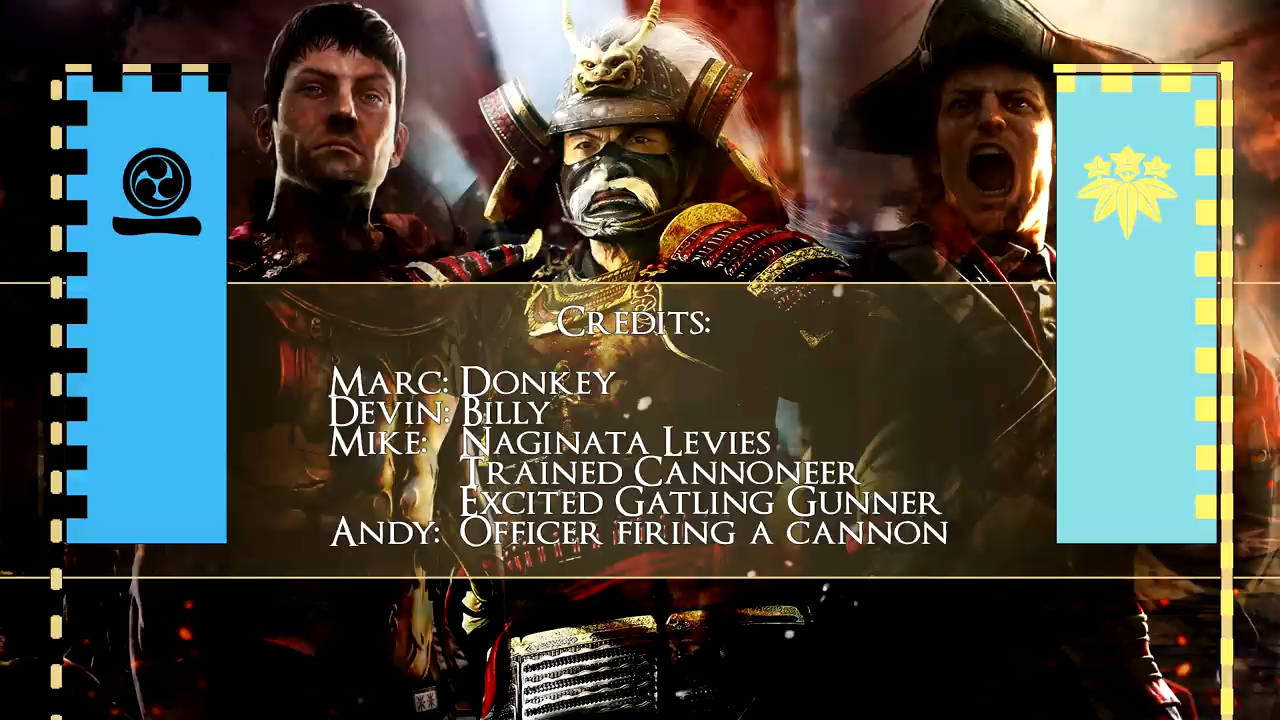 Credits:
Marc: Donkey
Devin: Billy
Mike: Naginata Levies
Trained Cannoneer
Excited Gatling Gunner
Andy: Officer firing a cannon